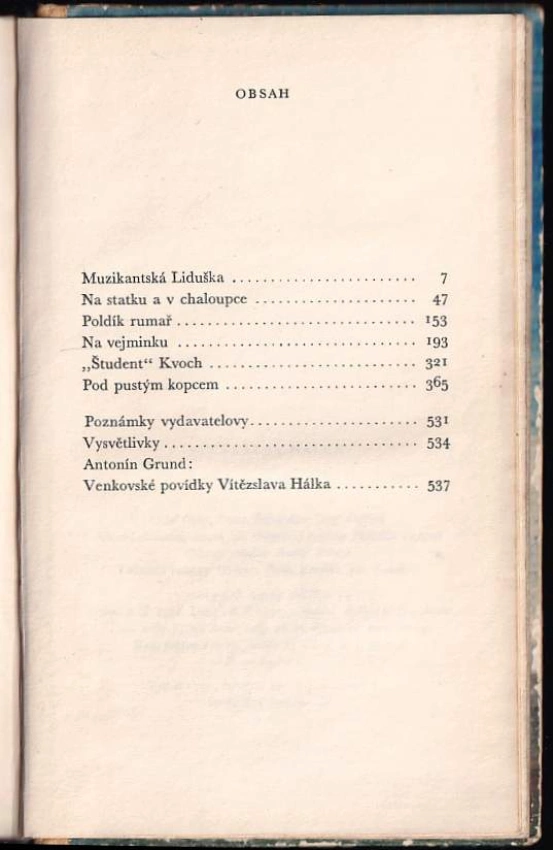 OBSAH
Muzikantská Liduška ........................ 7
Na statku a v chaloupce ..................... 47
Poldík rumař ............................... 153
Na vejminku ............................... 193
„Študent“ Kvoch ........................... 321
Pod pustým kopcem ......................... 365
Poznámky vydavatelovy...................... 531
Vysvětlivky................................. 534
Antonín Grund:
Venkovské povídky Vítězslava Hálka ........... 537